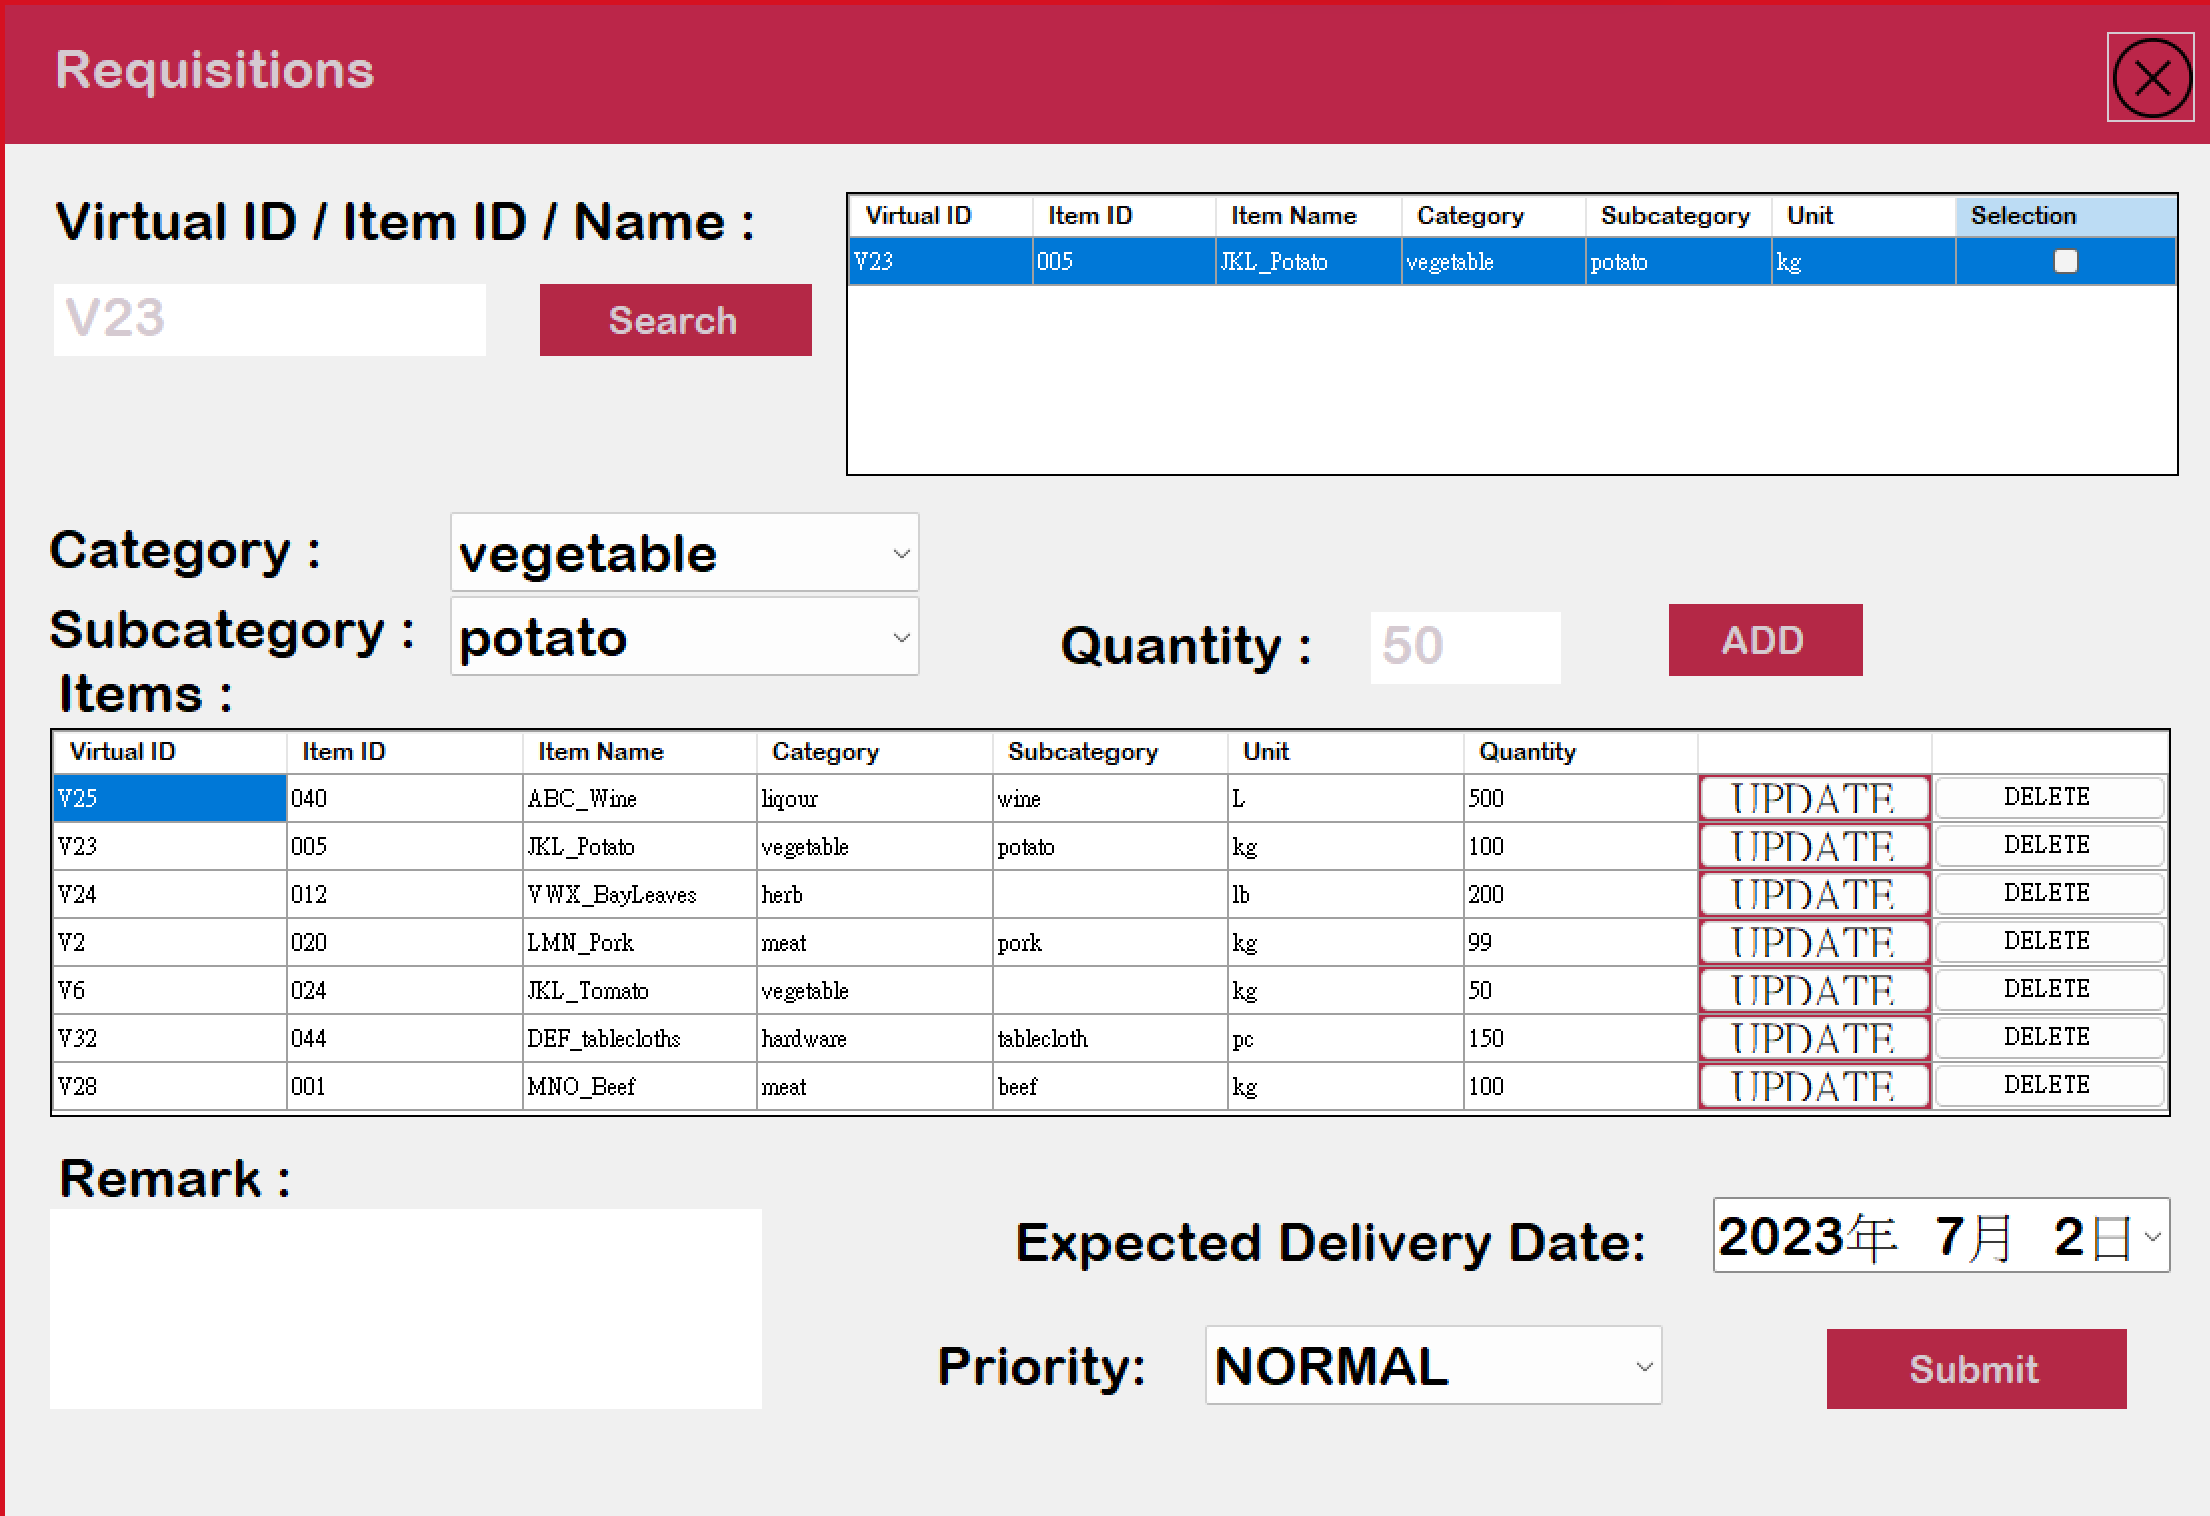 Requisitions
Virtual ID / Item ID / Name :
V23
Search
Virtual ID Item ID Item Name Category Subcategory Unit Selection
V23 005 JKL_Potato vegetable potato kg
Category : vegetable
Subcategory : potato
Quantity : 50 ADD
Items :
Virtual ID Item ID Item Name Category Subcategory Unit Quantity
V25 040 ABC_Wine liqour wine L 500 UPDATE DELETE
V23 005 JKL_Potato vegetable potato kg 100 UPDATE DELETE
V24 012 VWX_BayLeaves herb lb 200 UPDATE DELETE
V2 020 LMN_Pork meat pork kg 99 UPDATE DELETE
V6 024 JKL_Tomato vegetable kg 50 UPDATE DELETE
V32 044 DEF_tablecloths hardware tablecloth pc 150 UPDATE DELETE
V28 001 MNO_Beef meat beef kg 100 UPDATE DELETE
Remark :
Expected Delivery Date: 2023年 7月 2日
Priority: NORMAL
Submit